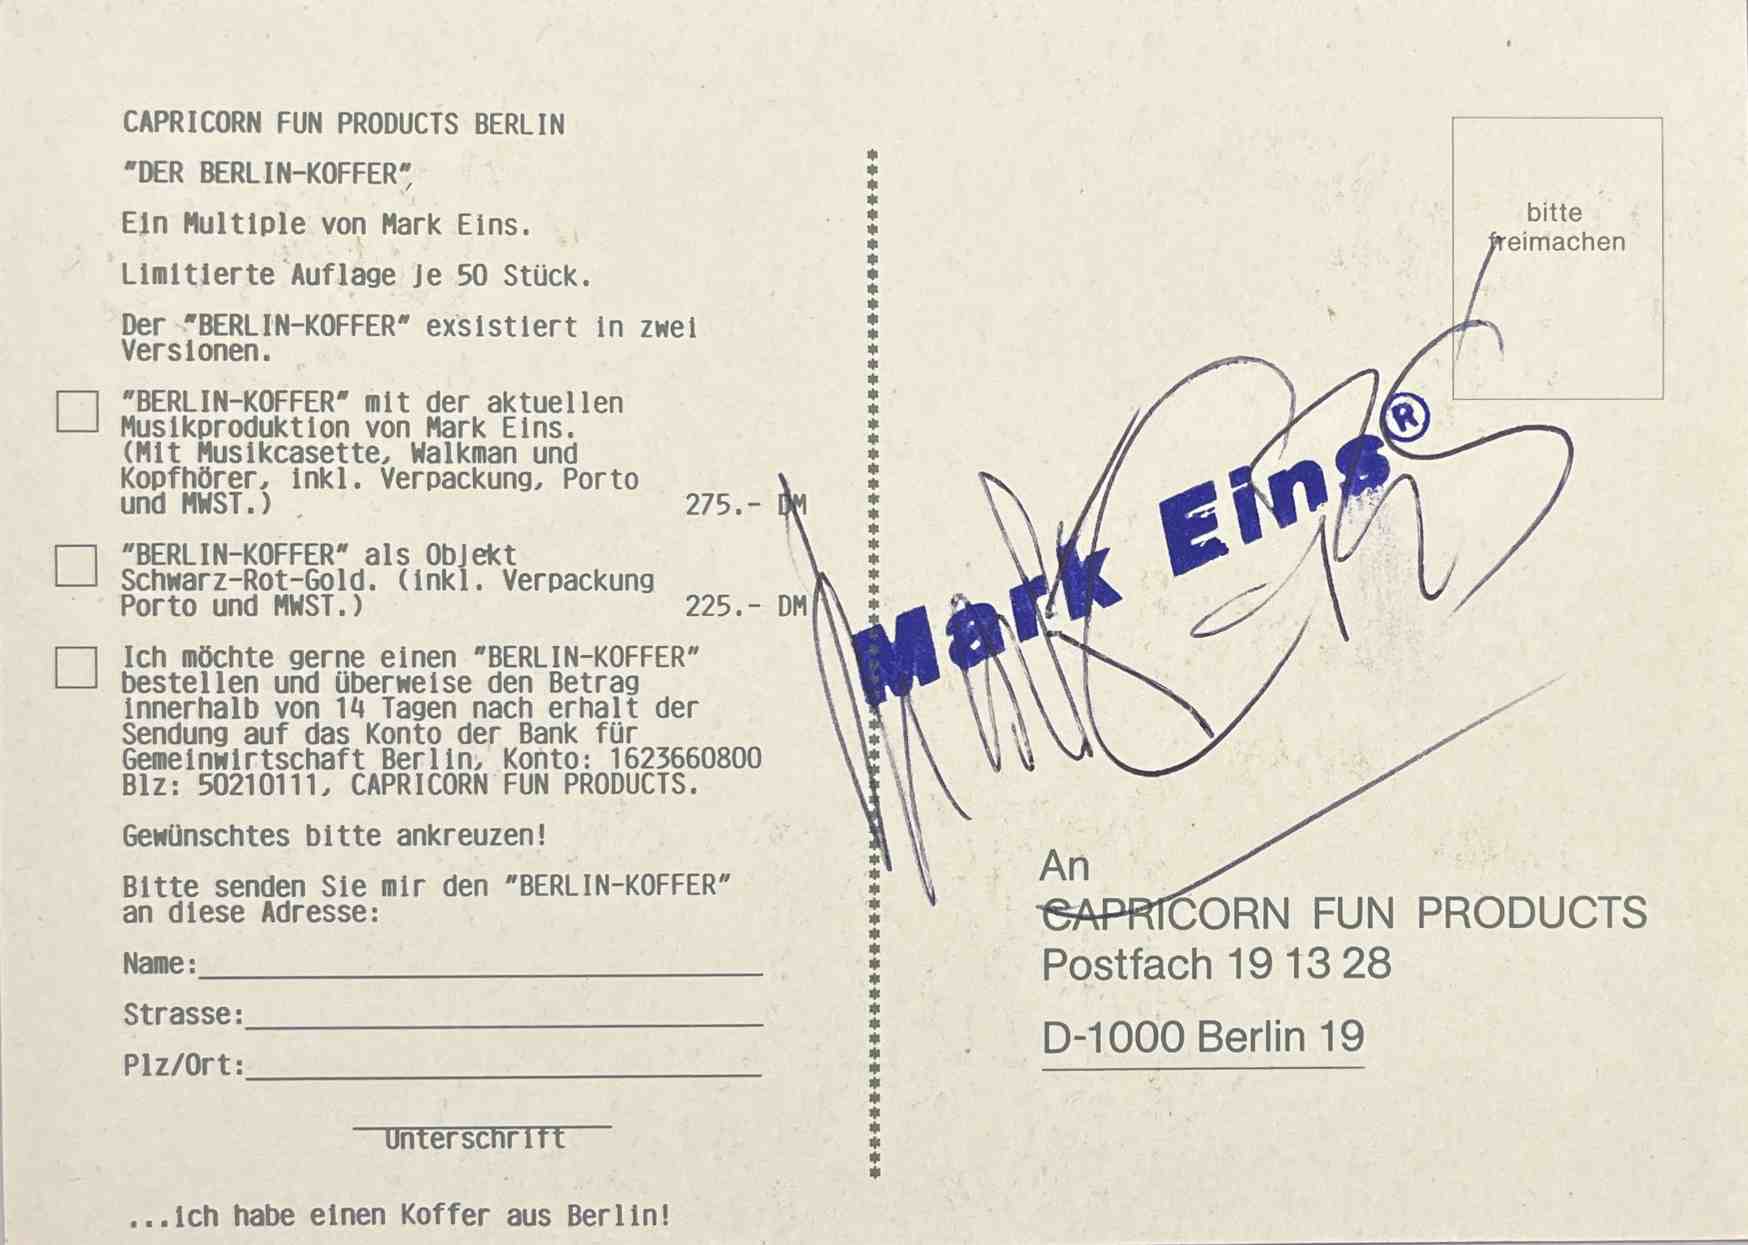 CAPRICORN FUN PRODUCTS BERLIN
"DER BERLIN-KOFFER"
Ein Multiple von Mark Eins.
Limitierte Auflage je 50 Stück.
Der "BERLIN-KOFFER" exsistiert in zwei
Versionen.
"BERLIN-KOFFER" mit der aktuellen
Musikproduktion von Mark Eins.
(Mit Musikcasette, Walkman und
Kopfhörer, inkl. Verpackung, Porto
und MWST.) 275.- DM
"BERLIN-KOFFER" als Objekt
Schwarz-Rot-Gold. (inkl. Verpackung
Porto und MWST.) 225.- DM
Ich möchte gerne einen "BERLIN-KOFFER"
bestellen und überweise den Betrag
innerhalb von 14 Tagen nach erhalt der
Sendung auf das Konto der Bank für
Gemeinwirtschaft Berlin, Konto: 1623660800
Blz: 50210111, CAPRICORN FUN PRODUCTS.
Gewünschtes bitte ankreuzen!
Bitte senden Sie mir den "BERLIN-KOFFER"
an diese Adresse:
Name:
Strasse:
Plz/Ort:
Unterschrift
...ich habe einen Koffer aus Berlin!
bitte
freimachen
Mark Eins®
Mark Eins
An
CAPRICORN FUN PRODUCTS
Postfach 19 13 28
D-1000 Berlin 19